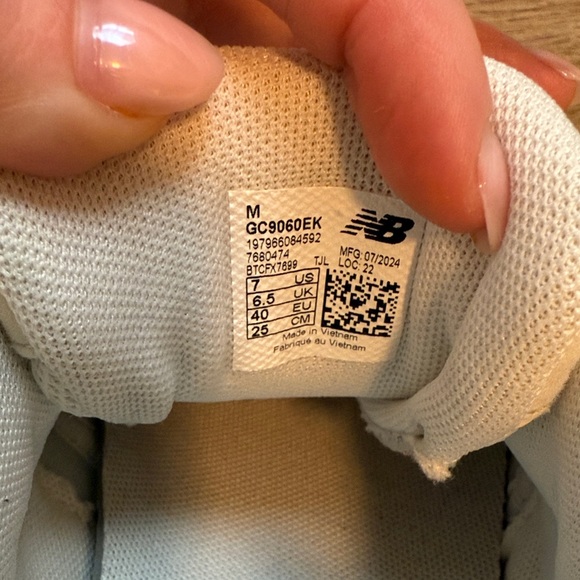 M
GC9060EK
NB
197966084592
7680474
MFG: 07/2024
BTCFX7699 TJL LOC: 22
7 US
6.5 UK
40 EU
25 CM
Made in Vietnam
Fabriqué au Vietnam